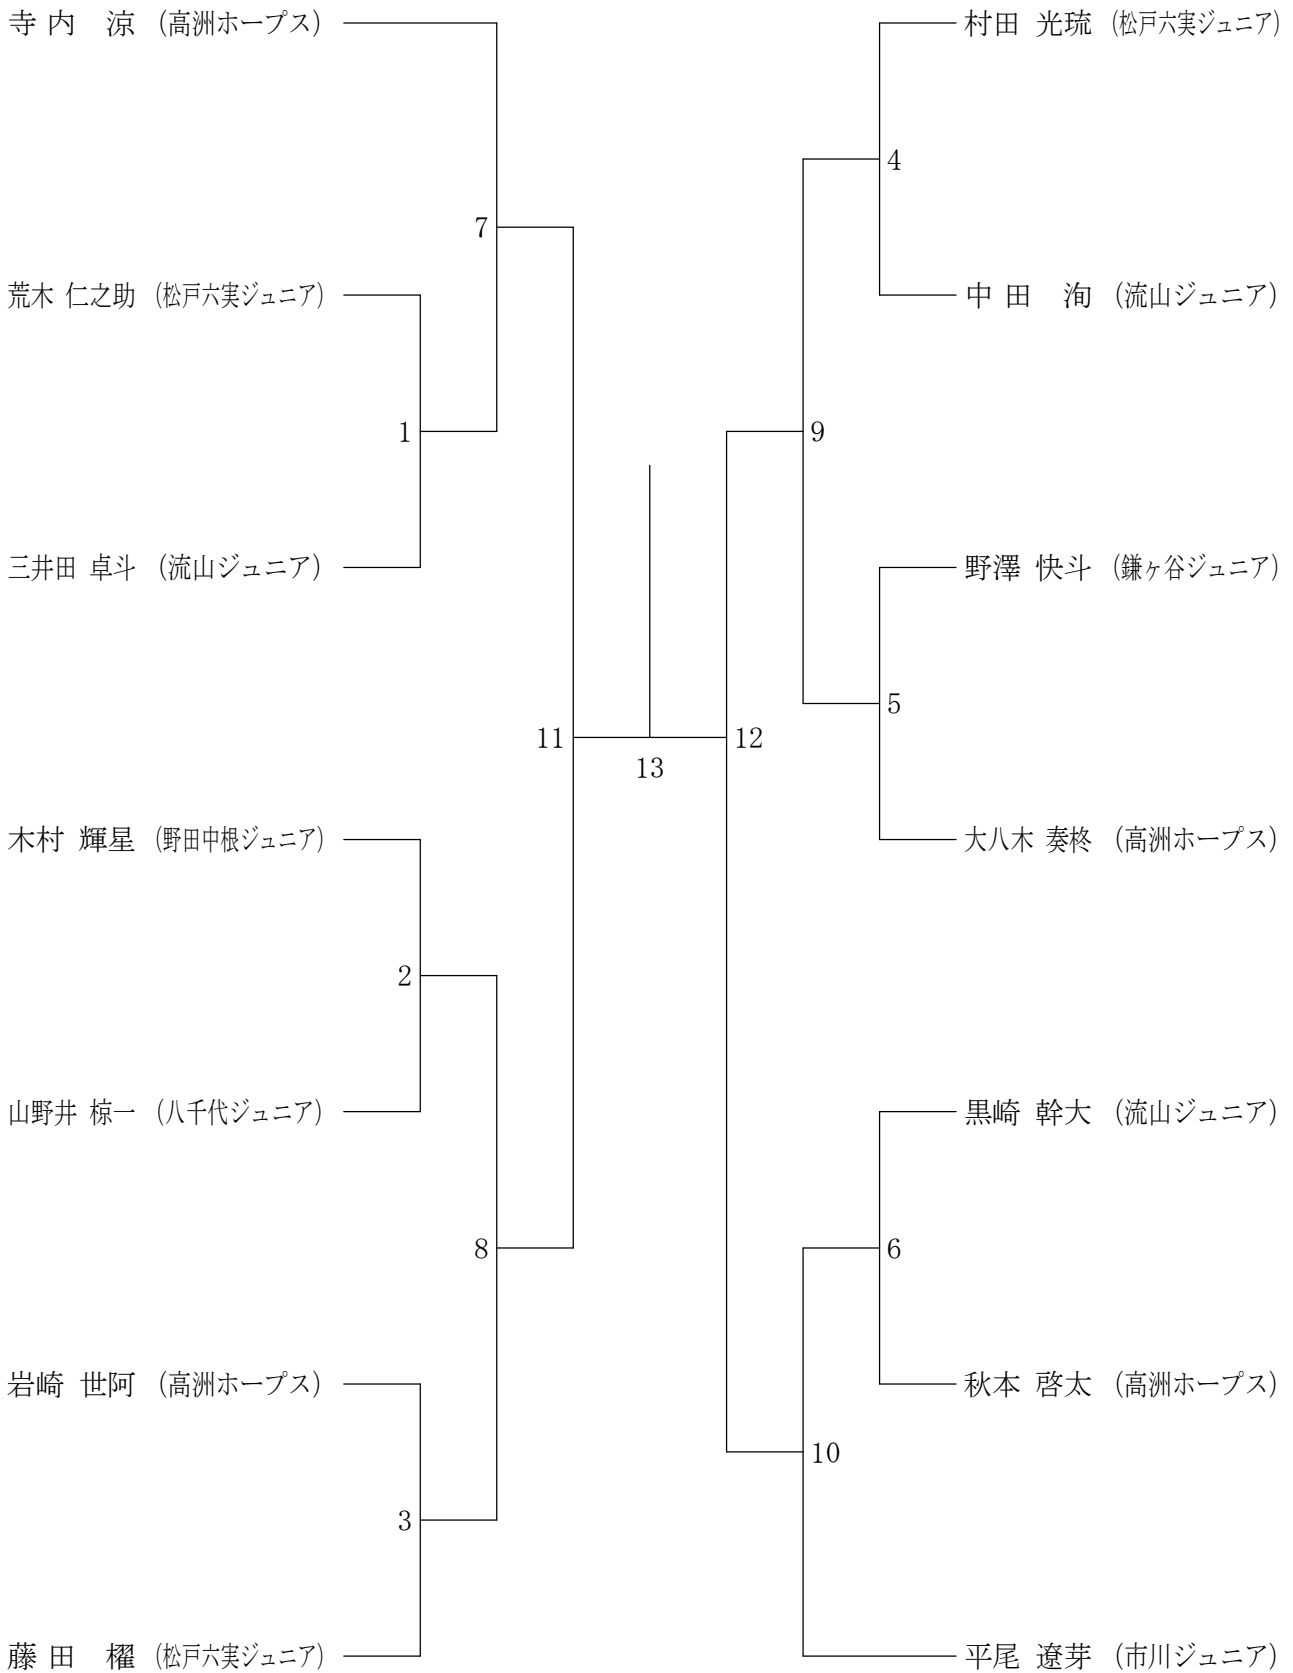 寺内 涼 (高洲ホープス)
7
荒木 仁之助 (松戸六実ジュニア)
1
三井田 卓斗 (流山ジュニア)
11
13
木村 輝星 (野田中根ジュニア)
2
山野井 椋一 (八千代ジュニア)
8
岩崎 世阿 (高洲ホープス)
3
藤田 櫂 (松戸六実ジュニア)
村田 光琉 (松戸六実ジュニア)
4
中田 洵 (流山ジュニア)
9
野澤 快斗 (鎌ヶ谷ジュニア)
5
12
大八木 奏柊 (高洲ホープス)
黒崎 幹大 (流山ジュニア)
6
秋本 啓太 (高洲ホープス)
10
平尾 遼芽 (市川ジュニア)